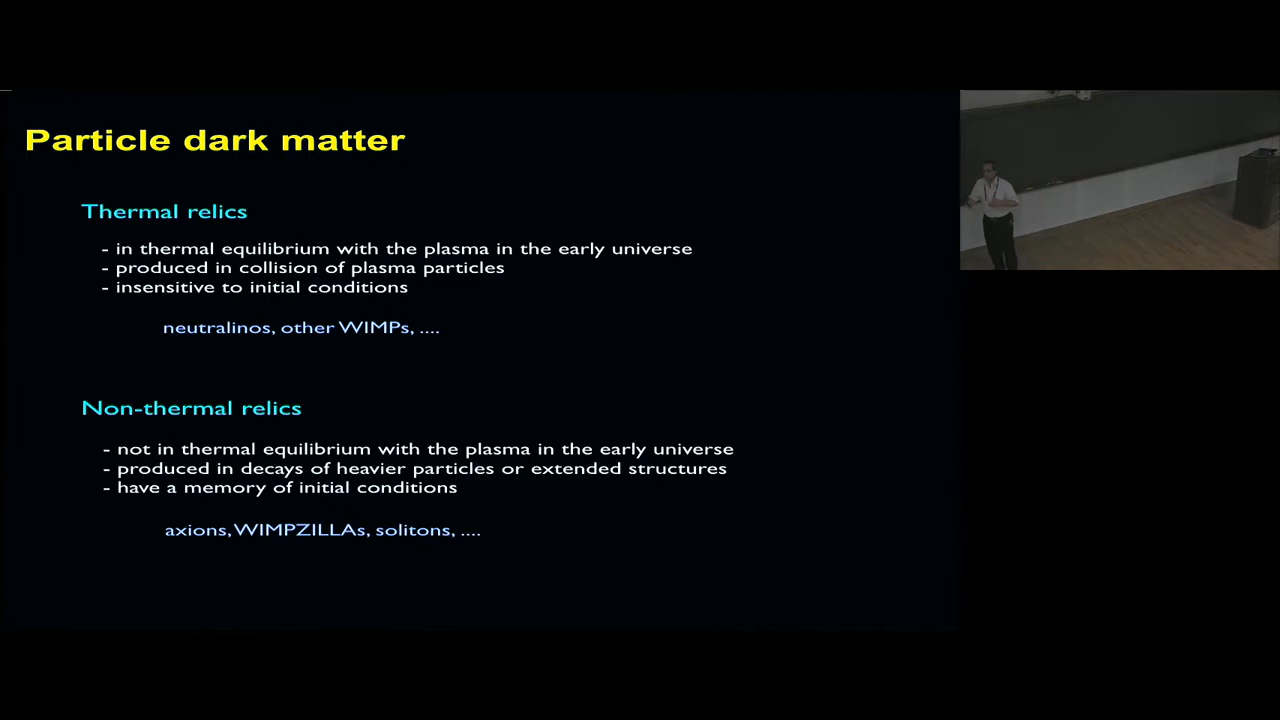 Particle dark matter
Thermal relics
- in thermal equilibrium with the plasma in the early universe
- produced in collision of plasma particles
- insensitive to initial conditions
neutralinos, other WIMPs, ....
Non-thermal relics
- not in thermal equilibrium with the plasma in the early universe
- produced in decays of heavier particles or extended structures
- have a memory of initial conditions
axions, WIMPZILLAs, solitons, ....